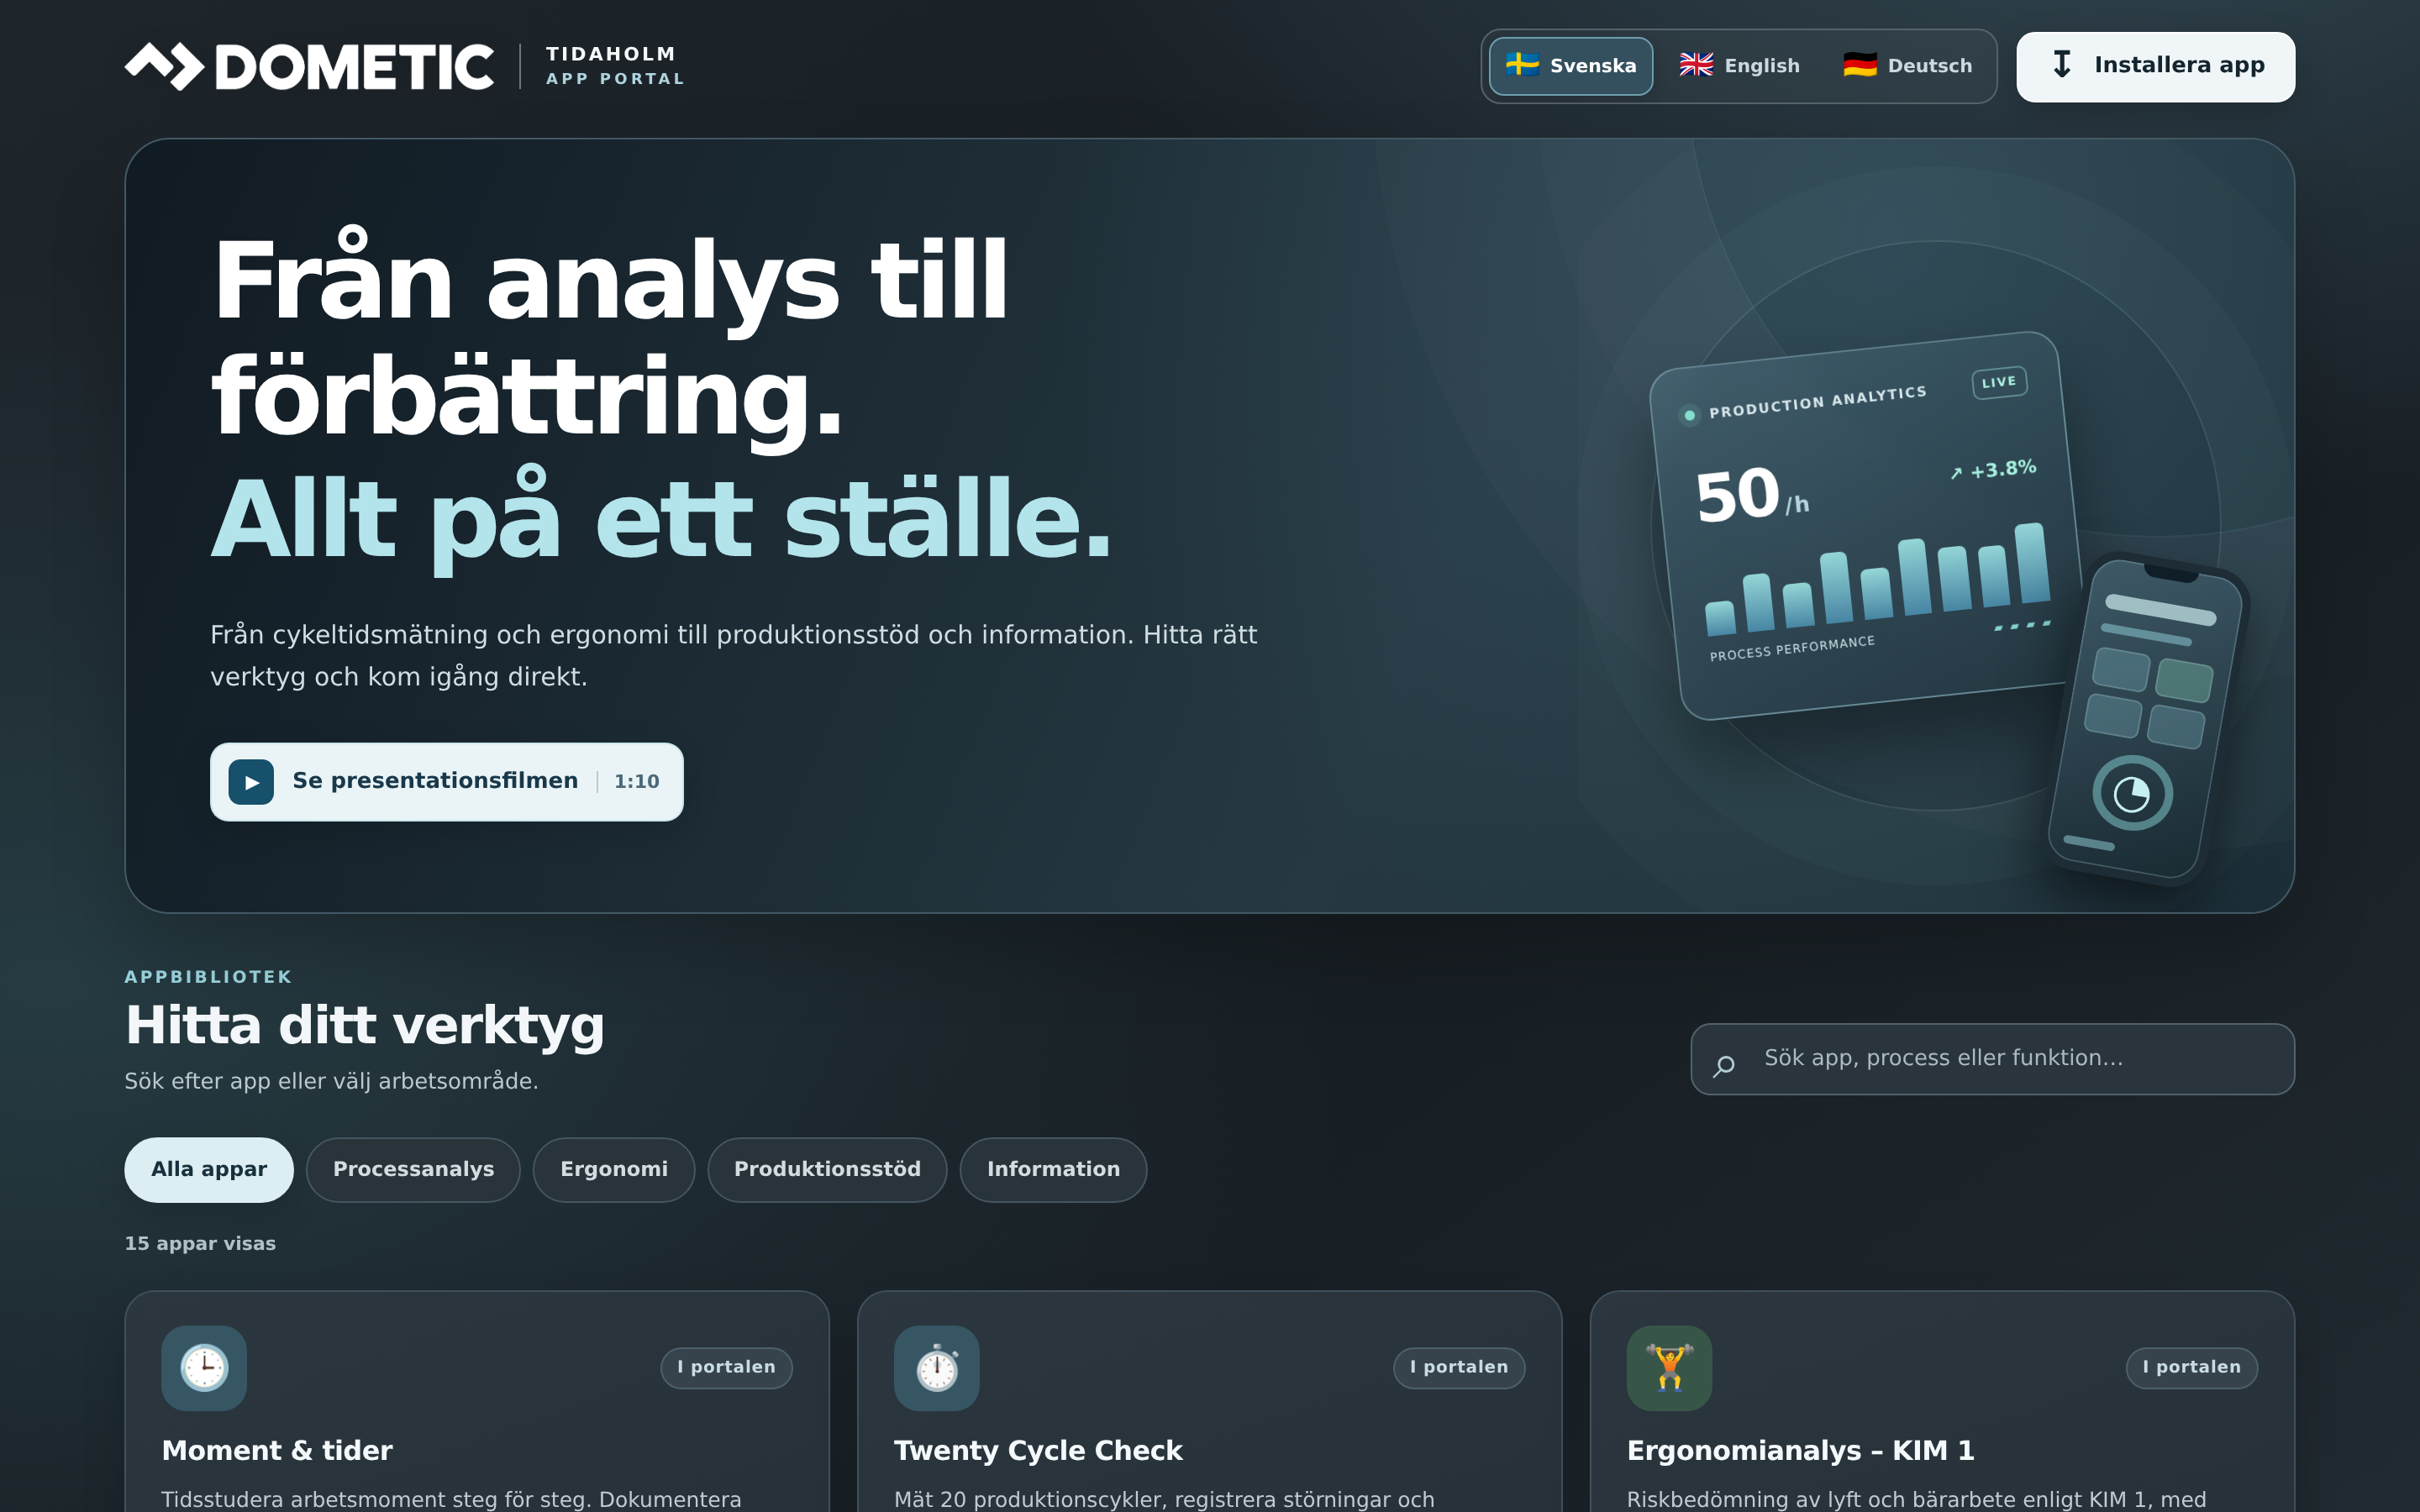 DOMETIC
TIDAHOLM
APP PORTAL
Svenska
English
Deutsch
Installera app
Från analys till
förbättring.
Allt på ett ställe.
Från cykeltidsmätning och ergonomi till produktionsstöd och information. Hitta rätt
verktyg och kom igång direkt.
Se presentationsfilmen
1:10
PRODUCTION ANALYTICS
LIVE
50/h
↗ +3.8%
PROCESS PERFORMANCE
APPBIBLIOTEK
Hitta ditt verktyg
Sök efter app eller välj arbetsområde.
Sök app, process eller funktion…
Alla appar
Processanalys
Ergonomi
Produktionsstöd
Information
15 appar visas
I portalen
Moment & tider
Tidsstudera arbetsmoment steg för steg. Dokumentera
I portalen
Twenty Cycle Check
Mät 20 produktionscykler, registrera störningar och
I portalen
Ergonomianalys – KIM 1
Riskbedömning av lyft och bärarbete enligt KIM 1, med